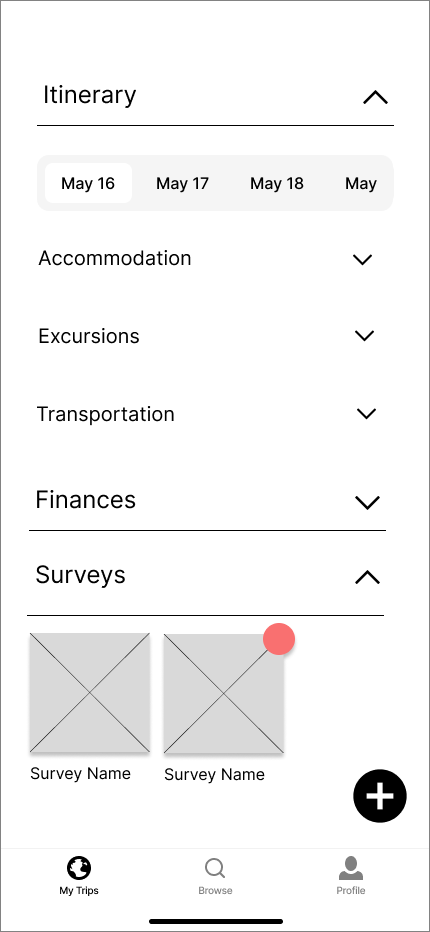 Itinerary
May 16 May 17 May 18 May
Accommodation
Excursions
Transportation
Finances
Surveys
Survey Name Survey Name
My Trips Browse Profile